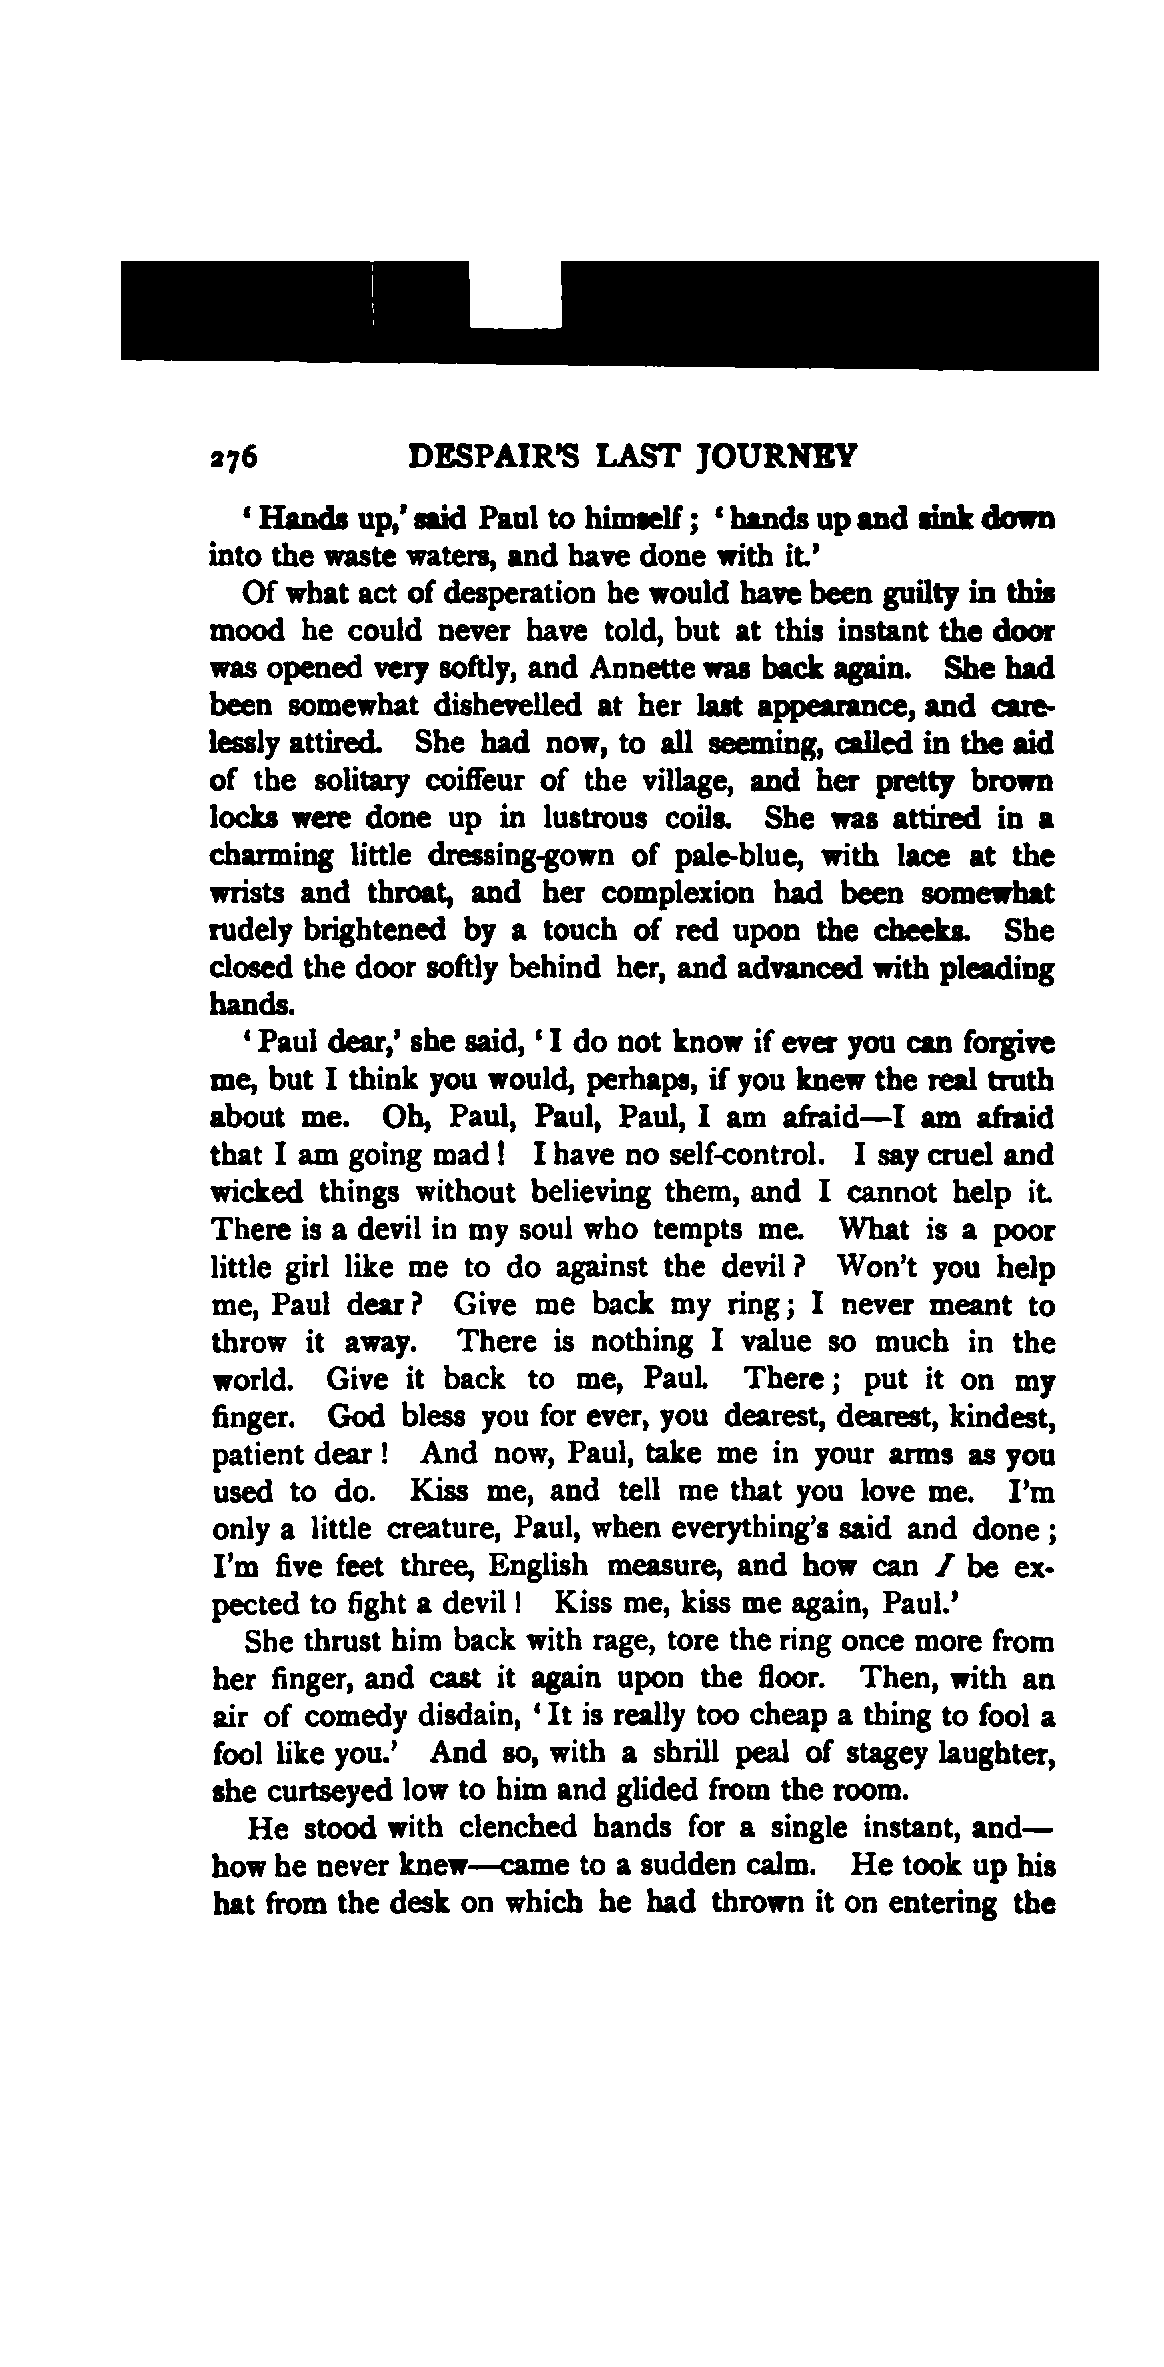 276 DESPAIR'S LAST JOURNEY
'Hands up,' said Paul to himself; 'hands up and sink down
into the waste waters, and have done with it.'
Of what act of desperation he would have been guilty in this
mood he could never have told, but at this instant the door
was opened very softly, and Annette was back again. She had
been somewhat dishevelled at her last appearance, and care-
lessly attired. She had now, to all seeming, called in the aid
of the solitary coiffeur of the village, and her pretty brown
locks were done up in lustrous coils. She was attired in a
charming little dressing-gown of pale-blue, with lace at the
wrists and throat, and her complexion had been somewhat
rudely brightened by a touch of red upon the cheeks. She
closed the door softly behind her, and advanced with pleading
hands.
'Paul dear,' she said, 'I do not know if ever you can forgive
me, but I think you would, perhaps, if you knew the real truth
about me. Oh, Paul, Paul, Paul, I am afraid—I am afraid
that I am going mad! I have no self-control. I say cruel and
wicked things without believing them, and I cannot help it.
There is a devil in my soul who tempts me. What is a poor
little girl like me to do against the devil? Won't you help
me, Paul dear? Give me back my ring; I never meant to
throw it away. There is nothing I value so much in the
world. Give it back to me, Paul. There; put it on my
finger. God bless you for ever, you dearest, dearest, kindest,
patient dear! And now, Paul, take me in your arms as you
used to do. Kiss me, and tell me that you love me. I'm
only a little creature, Paul, when everything's said and done;
I'm five feet three, English measure, and how can I be ex-
pected to fight a devil! Kiss me, kiss me again, Paul.'
She thrust him back with rage, tore the ring once more from
her finger, and cast it again upon the floor. Then, with an
air of comedy disdain, 'It is really too cheap a thing to fool a
fool like you.' And so, with a shrill peal of stagey laughter,
she curtseyed low to him and glided from the room.
He stood with clenched hands for a single instant, and—
how he never knew—came to a sudden calm. He took up his
hat from the desk on which he had thrown it on entering the